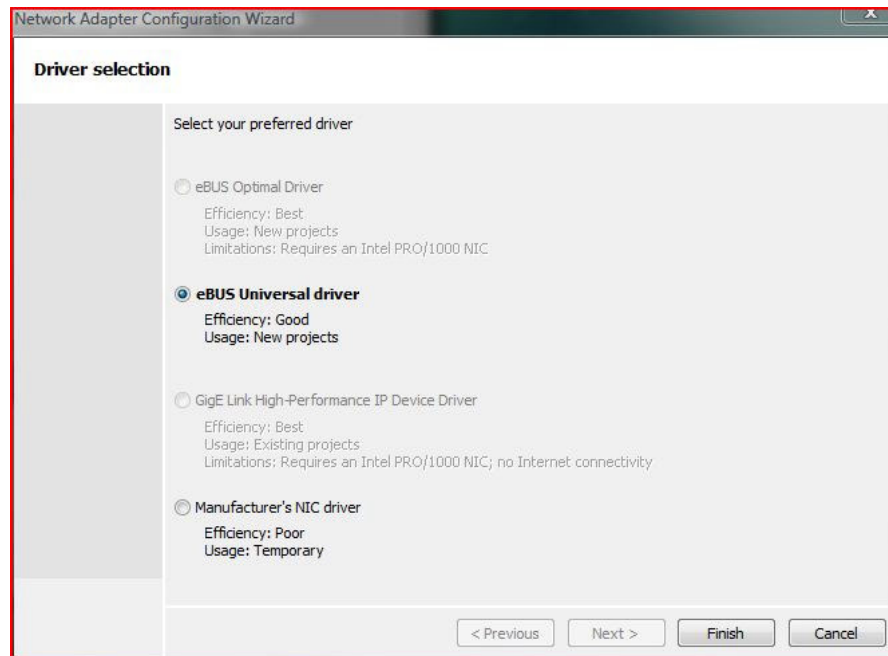 Network Adapter Configuration Wizard
X
Driver selection
Select your preferred driver
eBUS Optimal Driver
Efficiency: Best
Usage: New projects
Limitations: Requires an Intel PRO/1000 NIC
eBUS Universal driver
Efficiency: Good
Usage: New projects
GigE Link High-Performance IP Device Driver
Efficiency: Best
Usage: Existing projects
Limitations: Requires an Intel PRO/1000 NIC; no Internet connectivity
Manufacturer's NIC driver
Efficiency: Poor
Usage: Temporary
< Previous
Next >
Finish
Cancel